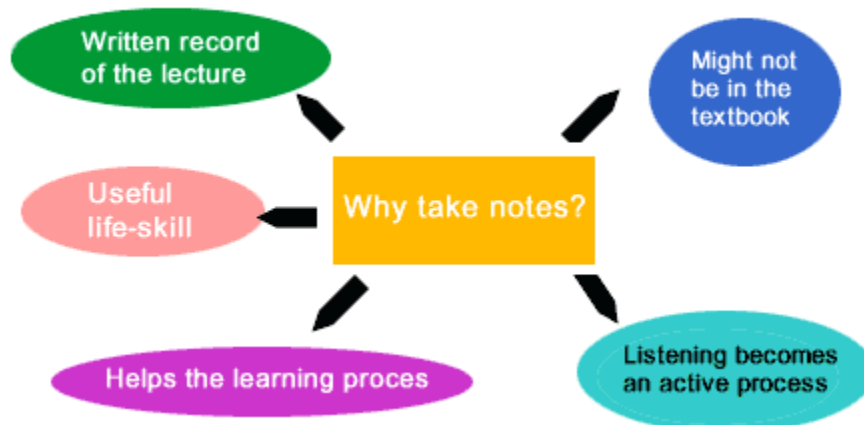 Written record
of the lecture
Might not
be in the
textbook
Useful
life-skill
Why take notes?
Helps the learning proces
Listening becomes
an active process